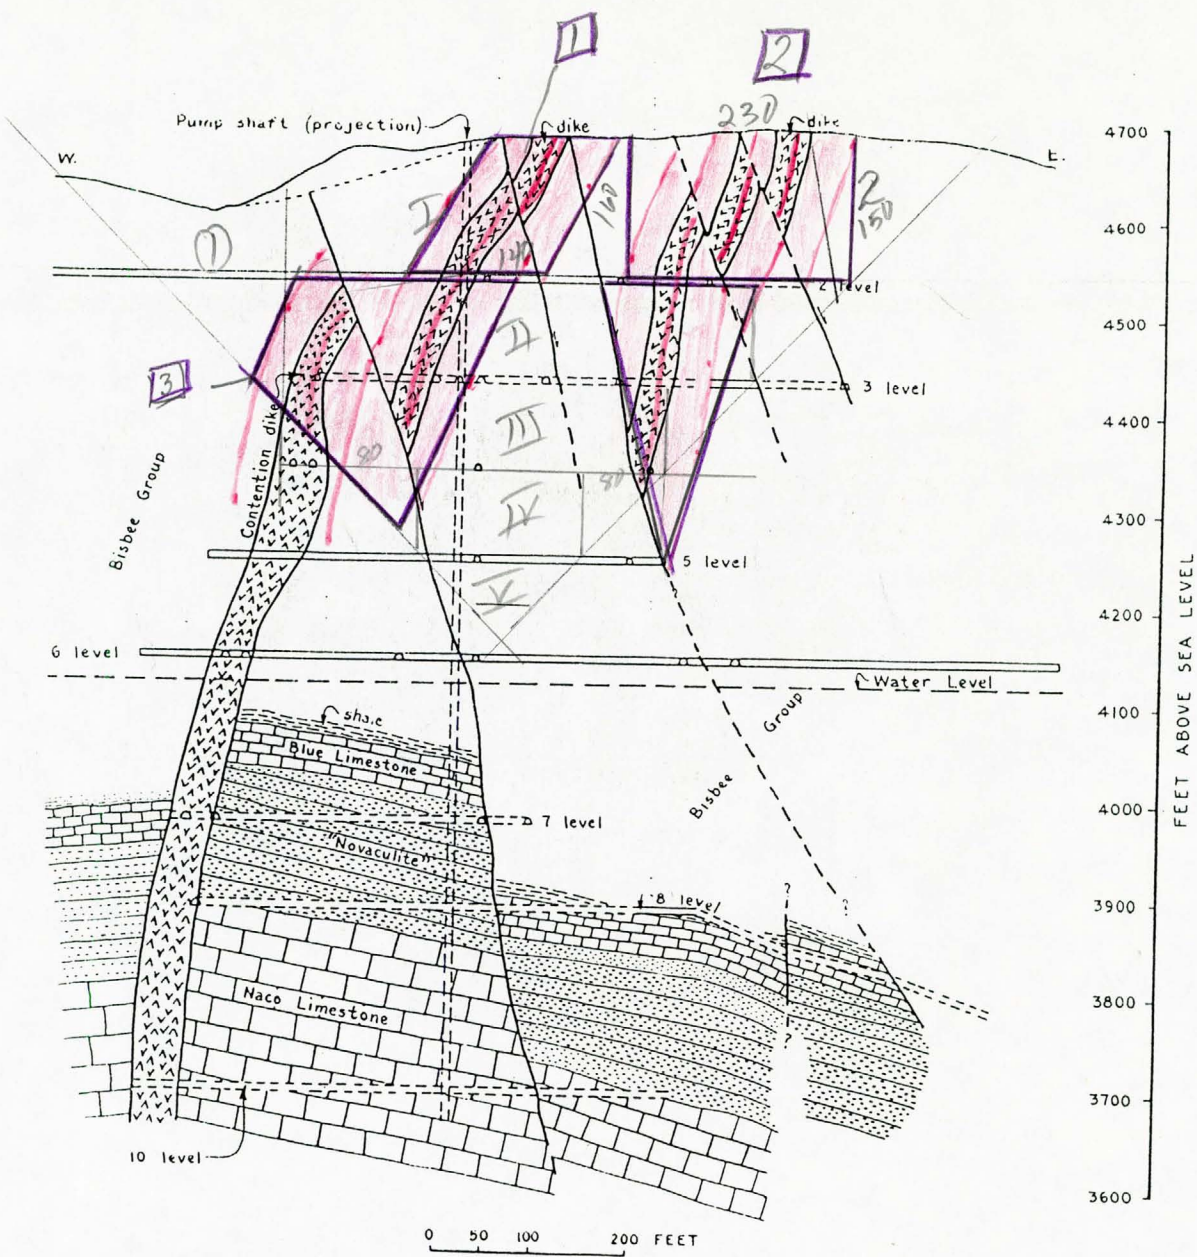 1
2
230
Pump shaft (projection)
dike
dike
4700
W.
E.
I
160
2
150
4600
1
140
2 level
4500
II
3
3 level
4400
III
Contention dike
80
80
Bisbee Group
IV
4300
5 level
V
4200
6 level
Water Level
4100
shale
Blue Limestone
Bisbee Group
4000
7 level
"Novaculite"
?
?
8 level
3900
Naco Limestone
3800
?
3700
10 level
3600
FEET ABOVE SEA LEVEL
0 50 100 200 FEET